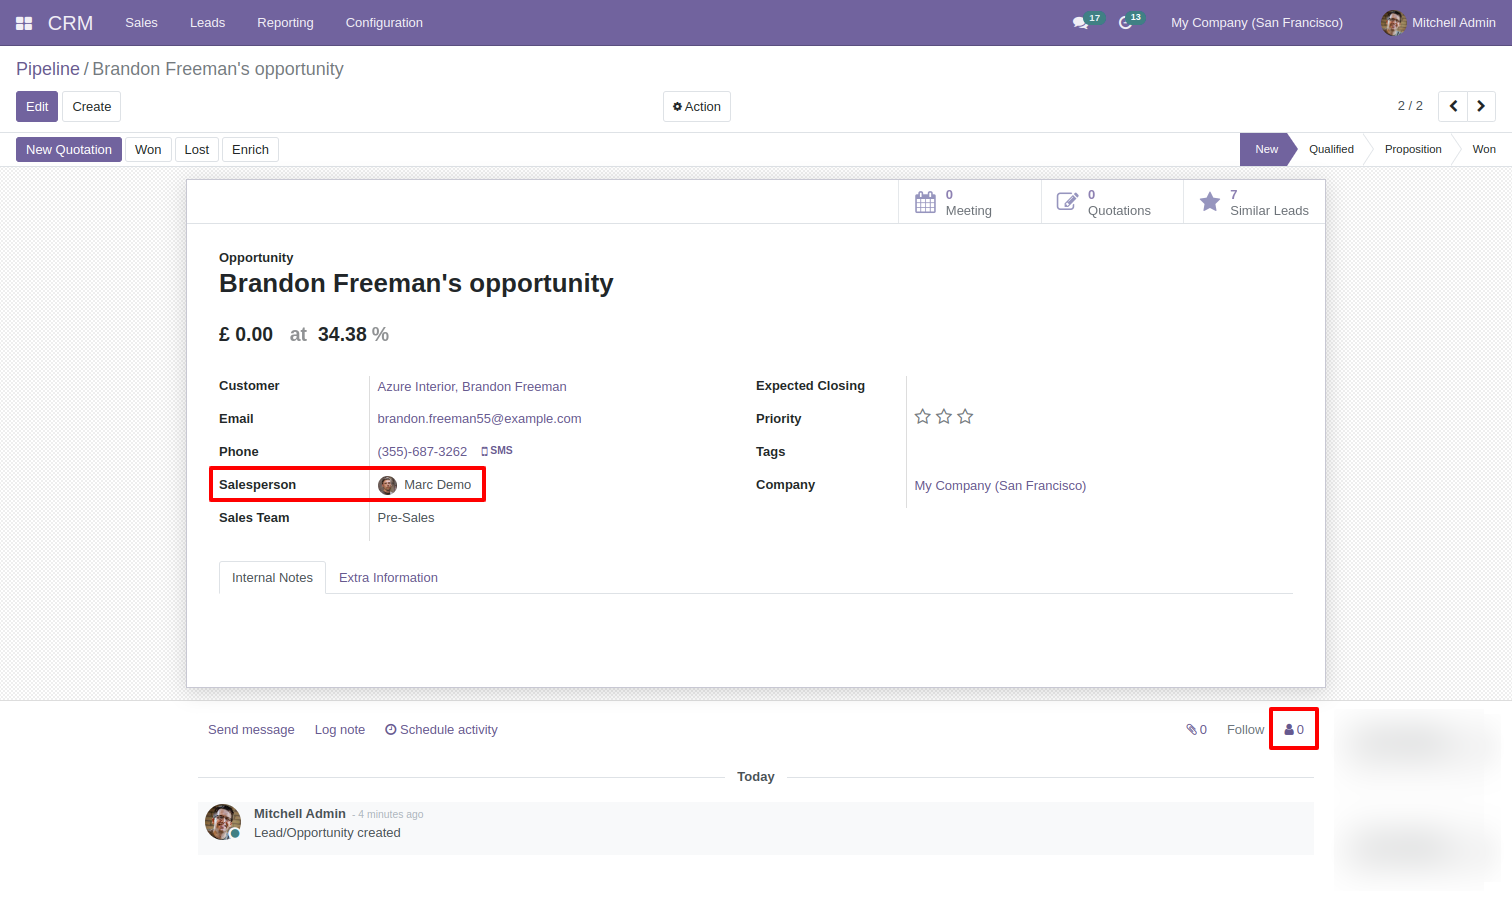 CRM Sales Leads Reporting Configuration 17 13 My Company (San Francisco) Mitchell Admin
Pipeline / Brandon Freeman's opportunity
Edit Create Action 2 / 2
New Quotation Won Lost Enrich New Qualified Proposition Won
0 Meeting
0 Quotations
7 Similar Leads
Opportunity
Brandon Freeman's opportunity
£ 0.00 at 34.38 %
Customer Azure Interior, Brandon Freeman
Email brandon.freeman55@example.com
Phone (355)-687-3262 SMS
Salesperson Marc Demo
Sales Team Pre-Sales
Expected Closing
Priority
Tags
Company My Company (San Francisco)
Internal Notes Extra Information
Send message Log note Schedule activity 0 Follow 0
Today
Mitchell Admin - 4 minutes ago
Lead/Opportunity created